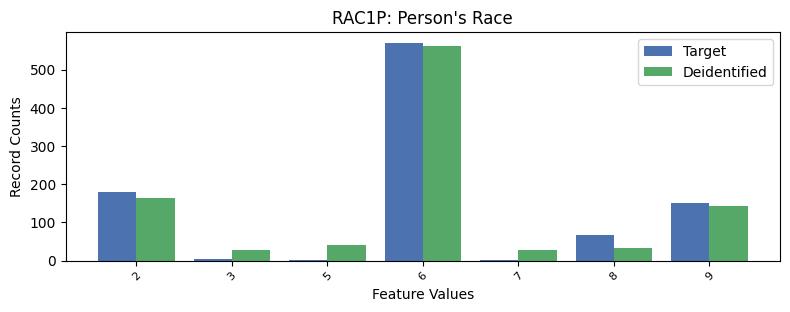 RAC1P: Person's Race
Target
Deidentified
Record Counts
500
400
300
200
100
0
2 3 5 6 7 8 9
Feature Values